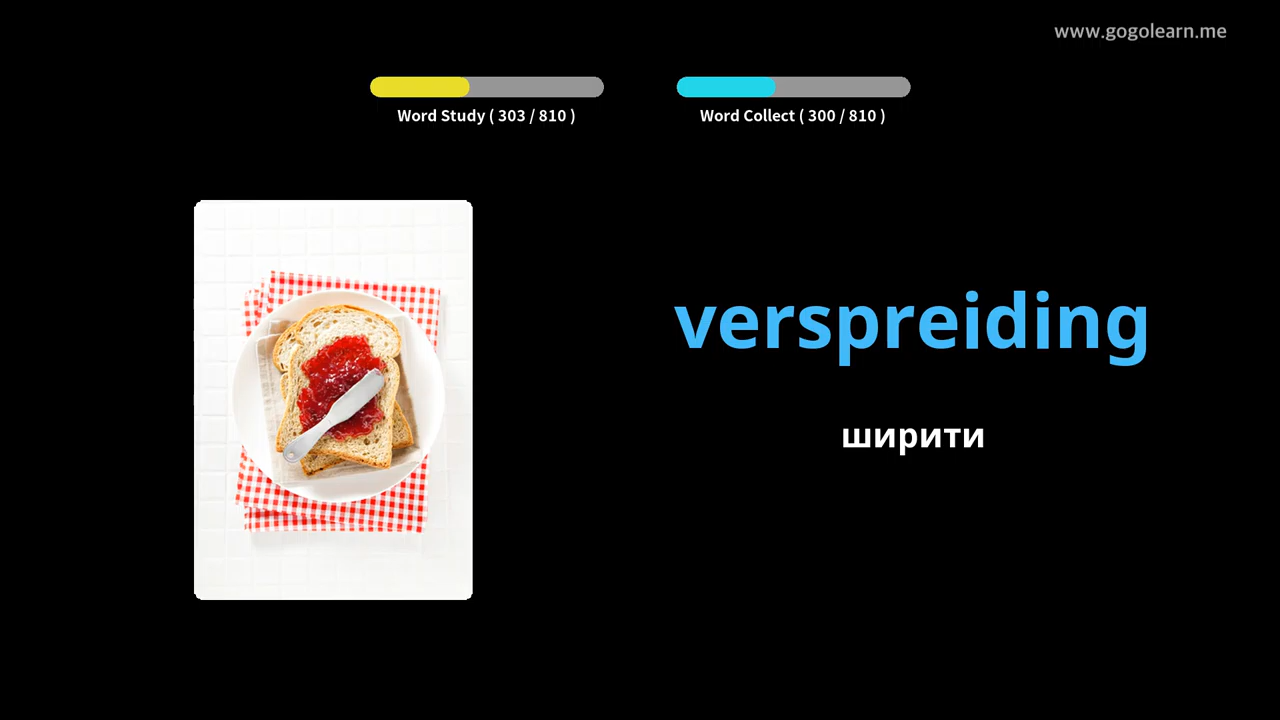 www.gogolearn.me
Word Study ( 303 / 810 )
Word Collect ( 300 / 810 )
verspreiding
ширити